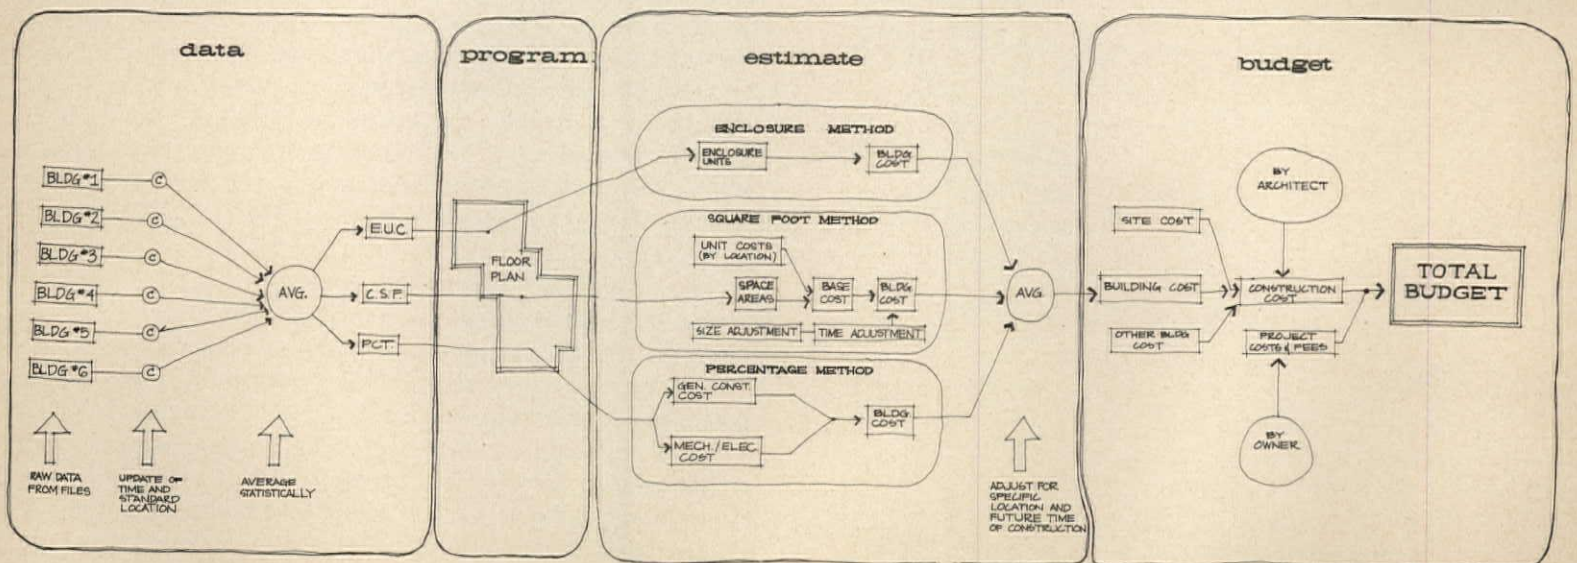 data
BLDG #1
C
BLDG #2
C
BLDG #3
C
BLDG #4
C
BLDG #5
C
BLDG #6
C
AVG.
E.U.C.
C.S.F.
PCT.
RAW DATA
FROM FILES
UPDATE OF
TIME AND
STANDARD
LOCATION
AVERAGE
STATISTICALLY
program
FLOOR
PLAN
estimate
ENCLOSURE METHOD
ENCLOSURE
UNITS
BLDG
COST
SQUARE FOOT METHOD
UNIT COSTS
(BY LOCATION)
SPACE
AREAS
BASE
COST
BLDG
COST
SIZE ADJUSTMENT
TIME ADJUSTMENT
PERCENTAGE METHOD
GEN. CONST.
COST
MECH./ELEC.
COST
BLDG.
COST
AVG.
ADJUST FOR
SPECIFIC
LOCATION AND
FUTURE TIME
OF CONSTRUCTION
budget
BY
ARCHITECT
SITE COST
BUILDING COST
OTHER BLDG
COST
CONSTRUCTION
COST
PROJECT
COSTS & FEES
BY
OWNER
TOTAL
BUDGET